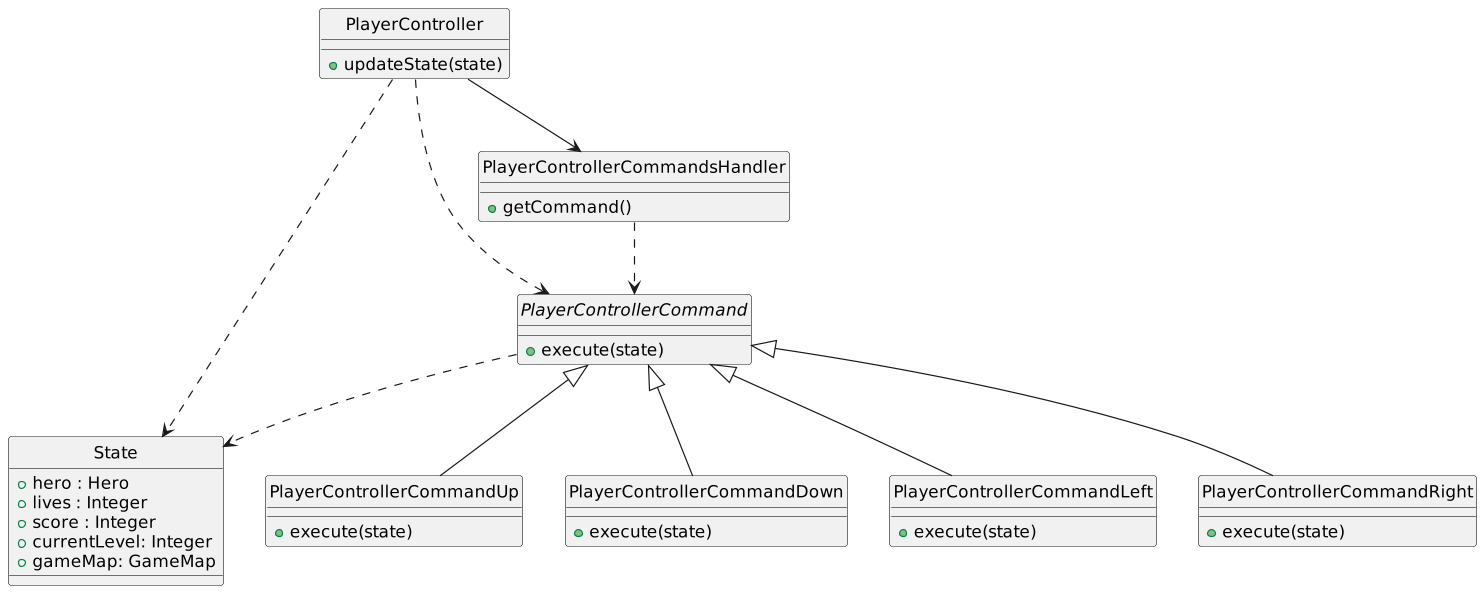 PlayerController
updateState(state)
PlayerControllerCommandsHandler
getCommand()
PlayerControllerCommand
execute(state)
State
hero : Hero
lives : Integer
score : Integer
currentLevel: Integer
gameMap: GameMap
PlayerControllerCommandUp
execute(state)
PlayerControllerCommandDown
execute(state)
PlayerControllerCommandLeft
execute(state)
PlayerControllerCommandRight
execute(state)